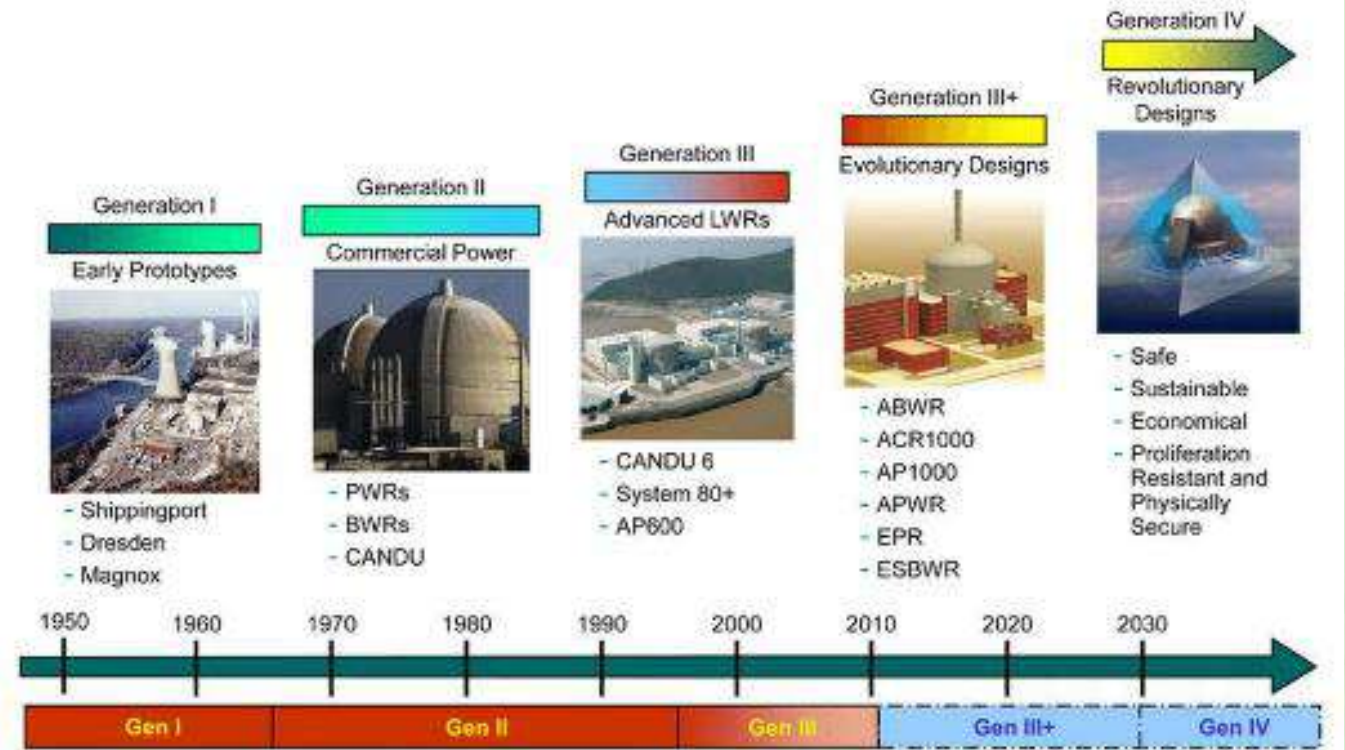 Generation I
Early Prototypes
- Shippingport
- Dresden
- Magnox
Generation II
Commercial Power
- PWRs
- BWRs
- CANDU
Generation III
Advanced LWRs
- CANDU 6
- System 80+
- AP600
Generation III+
Evolutionary Designs
- ABWR
- ACR1000
- AP1000
- APWR
- EPR
- ESBWR
Generation IV
Revolutionary
Designs
- Safe
- Sustainable
- Economical
- Proliferation
Resistant and
Physically
Secure
1950 1960 1970 1980 1990 2000 2010 2020 2030
Gen I Gen II Gen III Gen III+ Gen IV